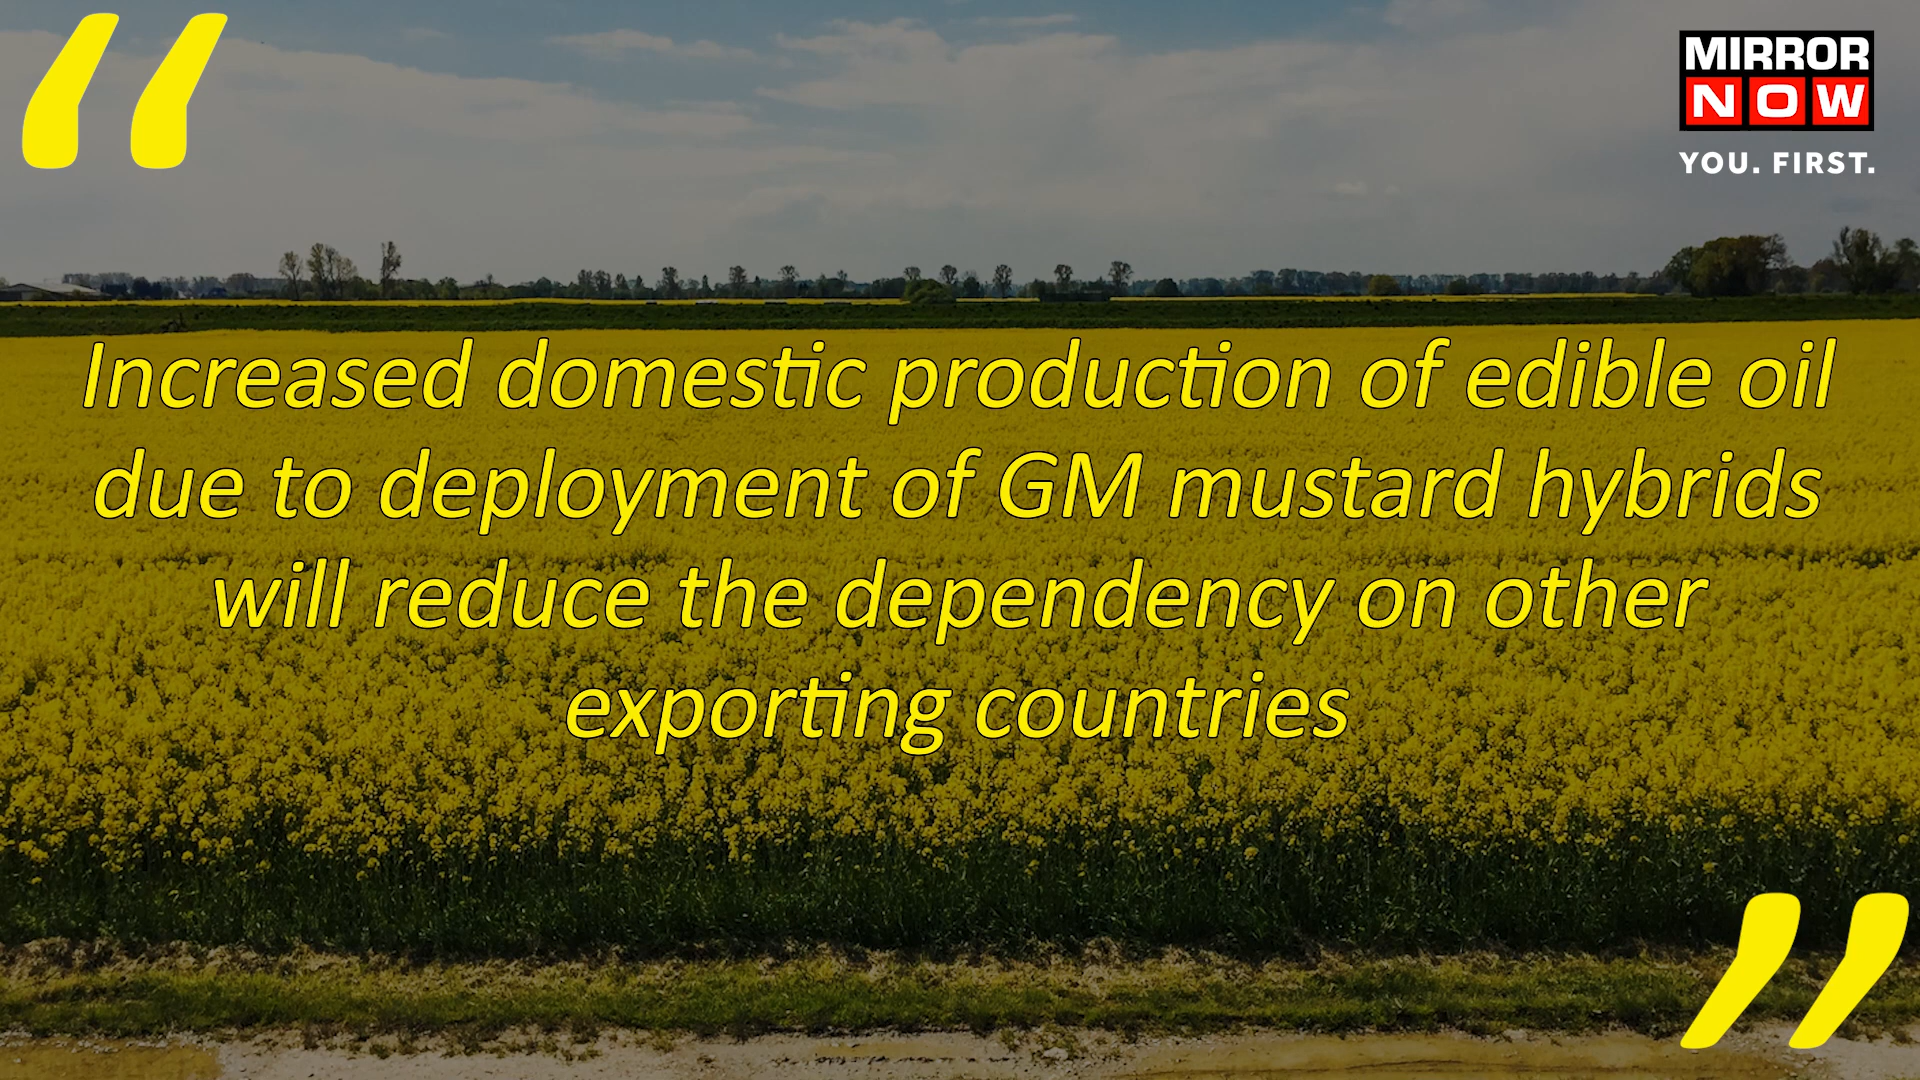 “
MIRROR
NOW
YOU. FIRST.
Increased domestic production of edible oil
due to deployment of GM mustard hybrids
will reduce the dependency on other
exporting countries
”